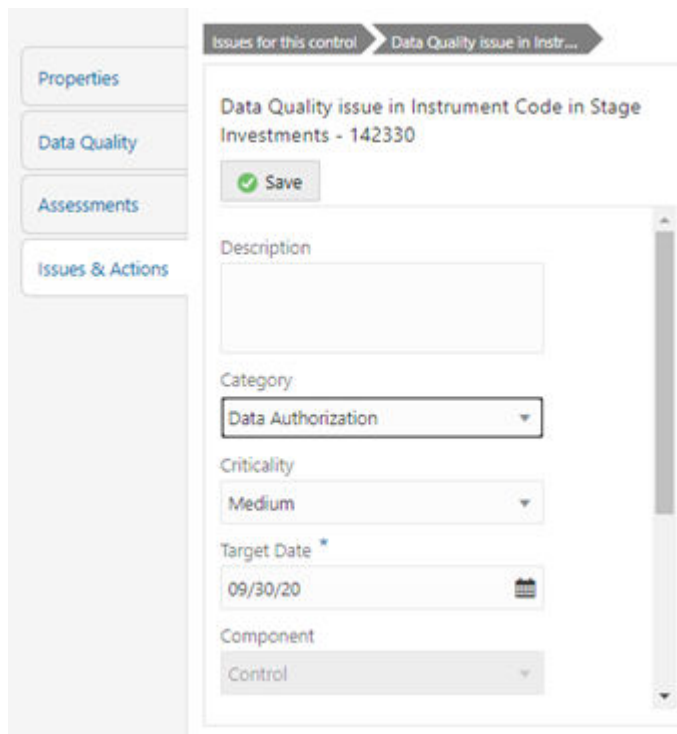 Issues for this control
Data Quality issue in Instr...
Properties
Data Quality
Assessments
Issues & Actions
Data Quality issue in Instrument Code in Stage
Investments - 142330
Save
Description
Category
Data Authorization
Criticality
Medium
Target Date *
09/30/20
Component
Control